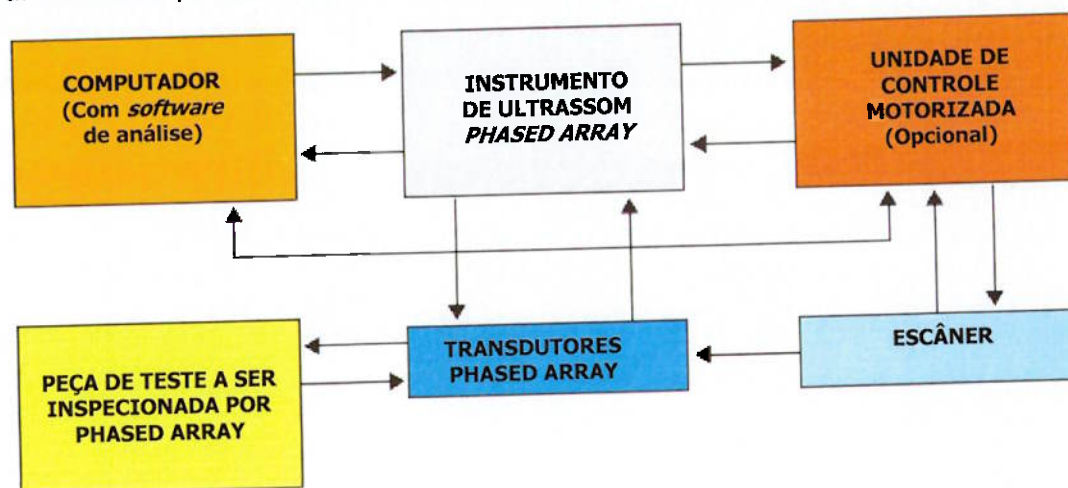 COMPUTADOR
(Com software
de análise)
INSTRUMENTO
DE ULTRASSOM
PHASED ARRAY
UNIDADE DE
CONTROLE
MOTORIZADA
(Opcional)
PEÇA DE TESTE A SER
INSPECIONADA POR
PHASED ARRAY
TRANSDUTORES
PHASED ARRAY
ESCÂNER